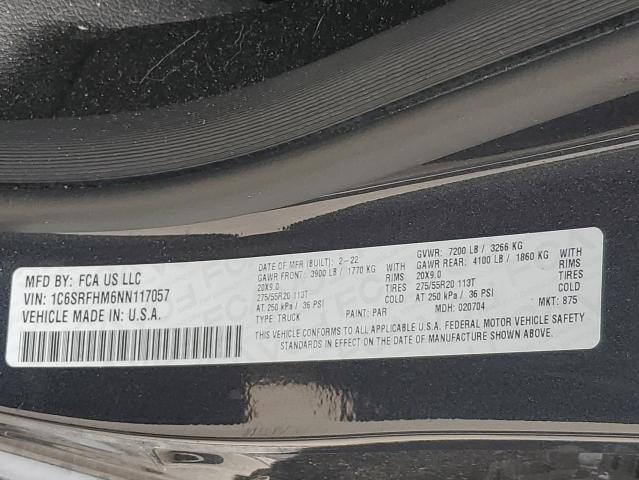 MFD BY: FCA US LLC
VIN: 1C6SRFHM6NN117057
VEHICLE MADE IN: U.S.A.
DATE OF MFR (BUILT): 2-22
GAWR FRONT: 3900 LB / 1770 KG WITH
20X9.0 RIMS
275/55R20 113T TIRES
AT 250 kPa / 36 PSI
TYPE: TRUCK PAINT: PAR
GVWR: 7200 LB / 3266 KG
GAWR REAR: 4100 LB / 1860 KG WITH
20X9.0 RIMS
275/55R20 113T TIRES
AT 250 kPa / 36 PSI
MDH: 020704 MKT: 875
THIS VEHICLE CONFORMS TO ALL APPLICABLE U.S.A. FEDERAL MOTOR VEHICLE SAFETY
STANDARDS IN EFFECT ON THE DATE OF MANUFACTURE SHOWN ABOVE.